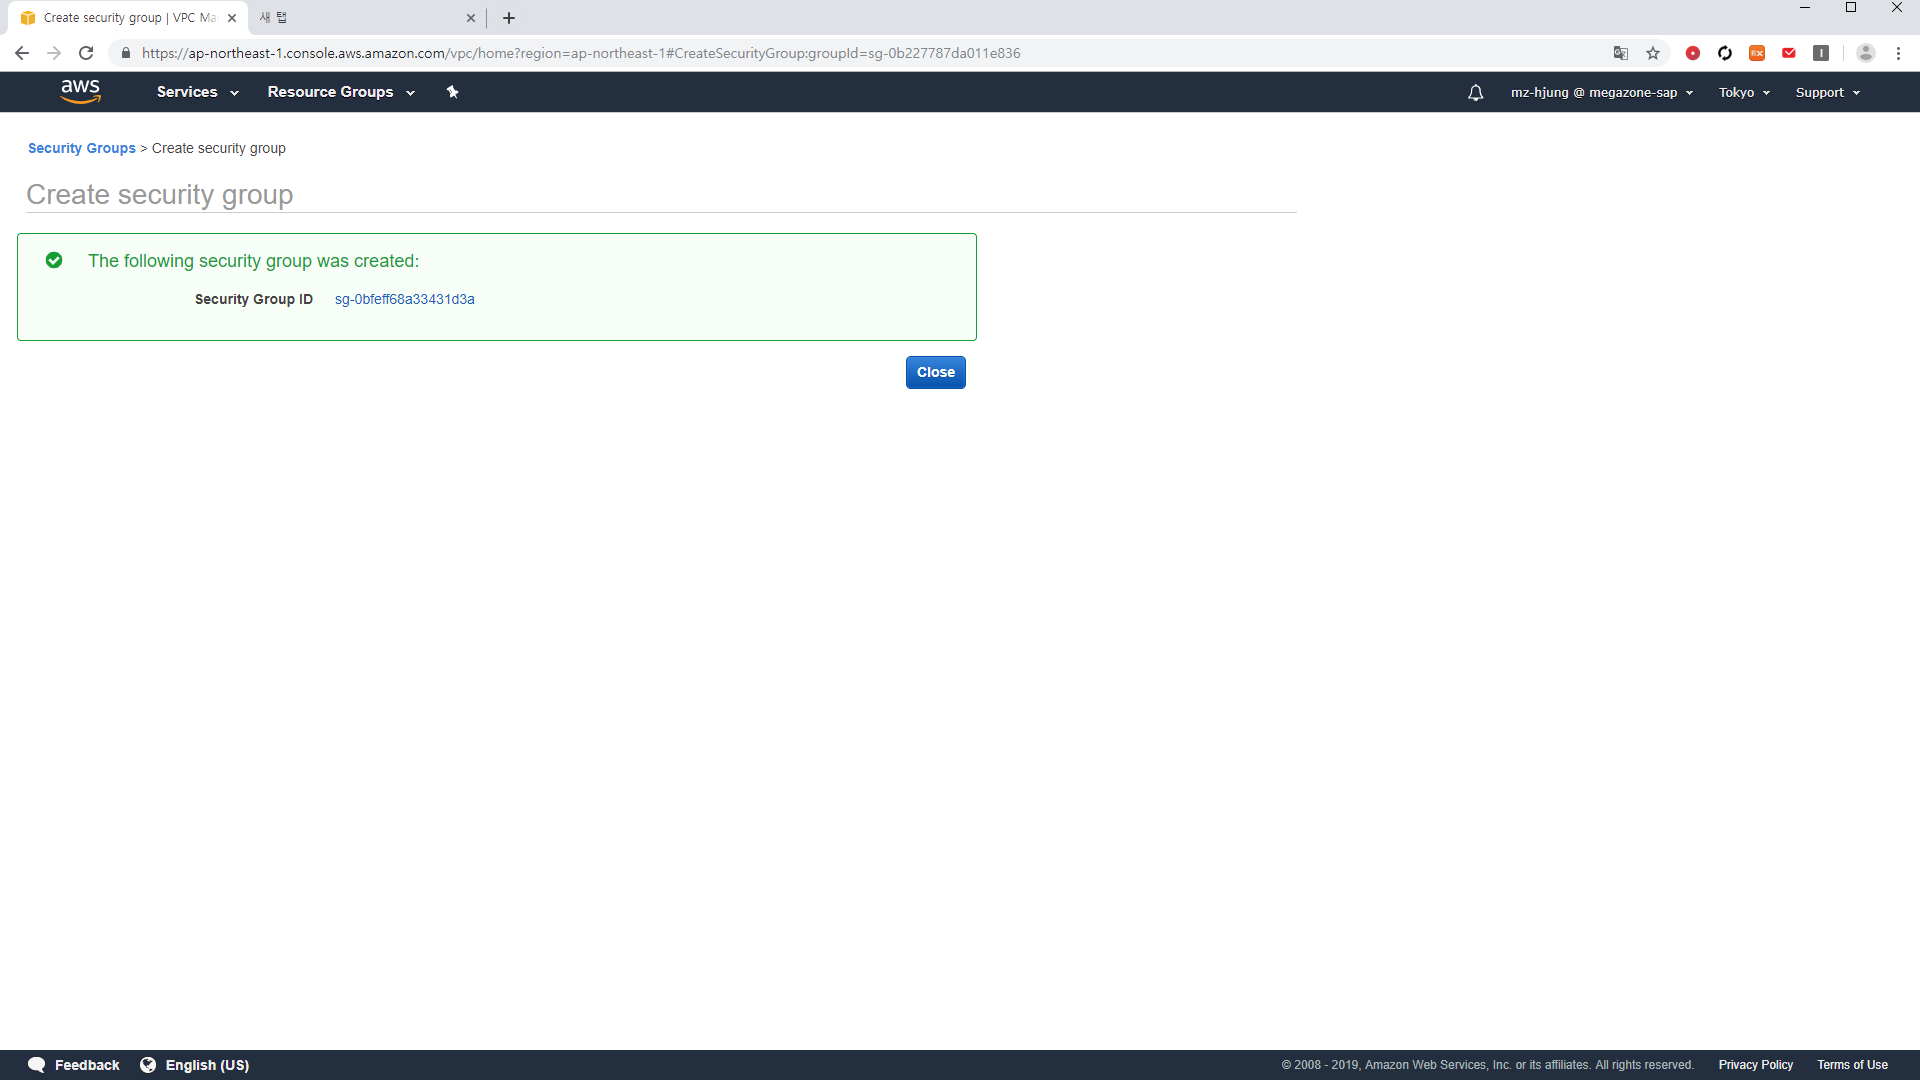 Create security group | VPC Ma
새 탭
https://ap-northeast-1.console.aws.amazon.com/vpc/home?region=ap-northeast-1#CreateSecurityGroup:groupId=sg-0b227787da011e836
aws
Services
Resource Groups
mz-hjung @ megazone-sap
Tokyo
Support
Security Groups > Create security group
Create security group
The following security group was created:
Security Group ID sg-0bfeff68a33431d3a
Close
Feedback
English (US)
© 2008 - 2019, Amazon Web Services, Inc. or its affiliates. All rights reserved.
Privacy Policy
Terms of Use